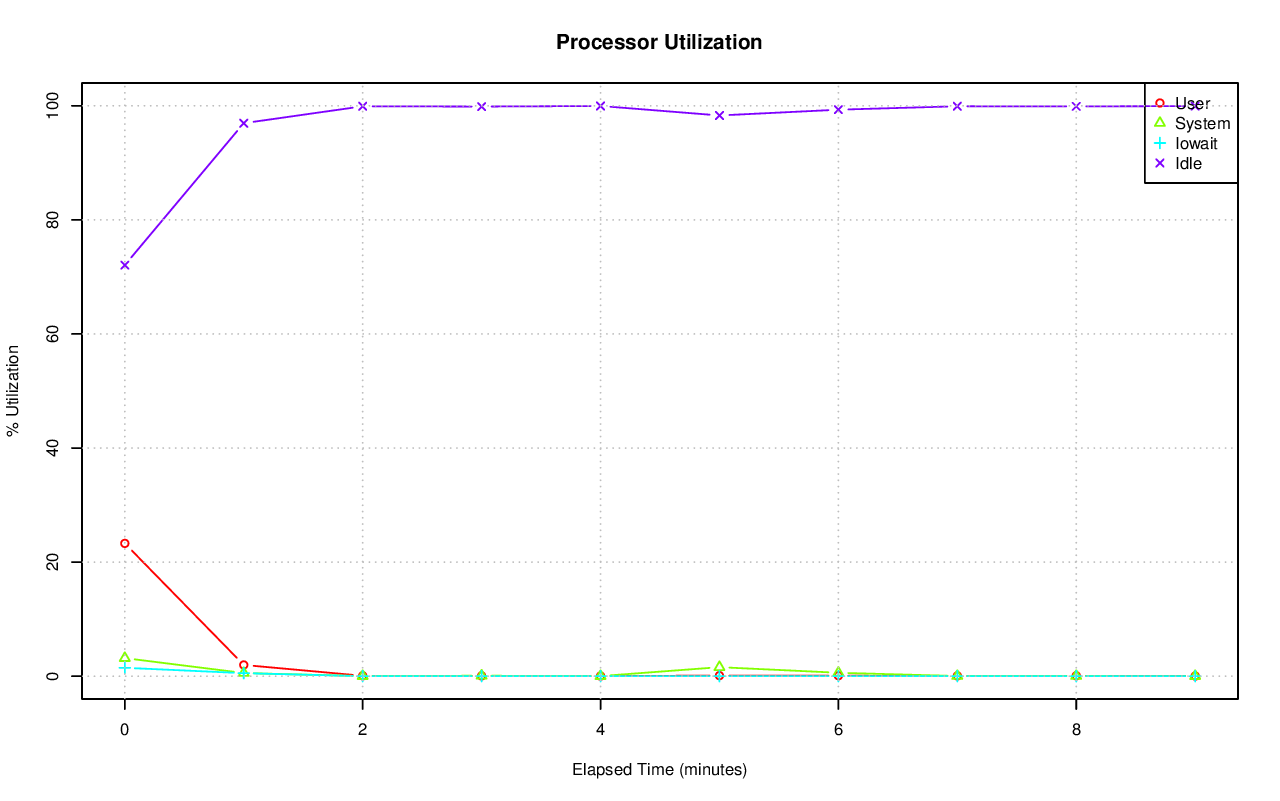 Processor Utilization
100
80
60
40
20
0
% Utilization
User
System
Iowait
Idle
0 2 4 6 8
Elapsed Time (minutes)